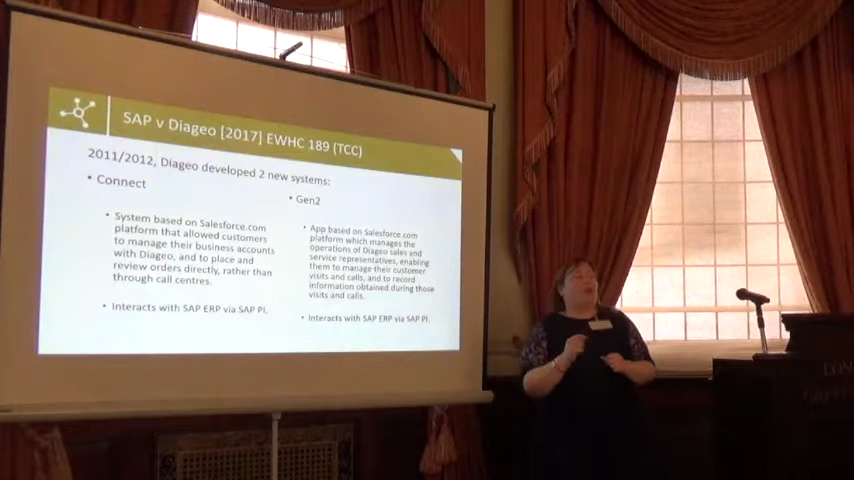 SAP v Diageo [2017] EWHC 189 (TCC)
2011/2012, Diageo developed 2 new systems:
• Connect
• System based on Salesforce.com
platform that allowed customers
to manage their business accounts
with Diageo, and to place and
review orders directly, rather than
through call centres.
• Interacts with SAP ERP via SAP PI.
• Gen2
• App based on Salesforce.com
platform which manages the
operations of Diageo sales and
service representatives, enabling
them to manage their customer
visits and calls, and to record
information obtained during those
visits and calls.
• Interacts with SAP ERP via SAP PI.